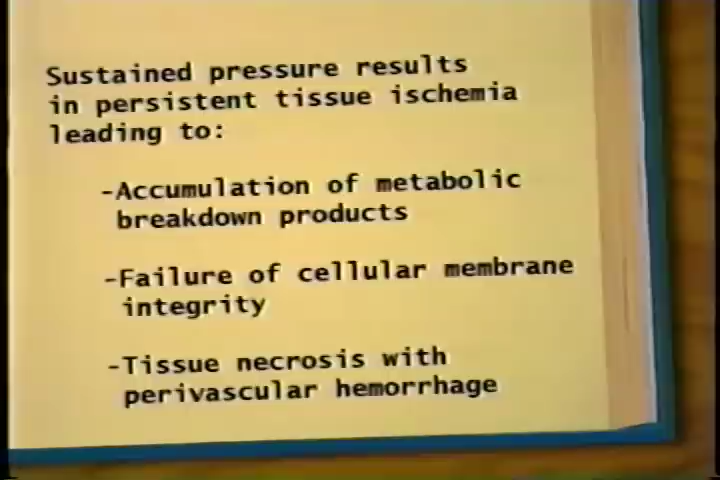 Sustained pressure results
in persistent tissue ischemia
leading to:
-Accumulation of metabolic
breakdown products
-Failure of cellular membrane
integrity
-Tissue necrosis with
perivascular hemorrhage